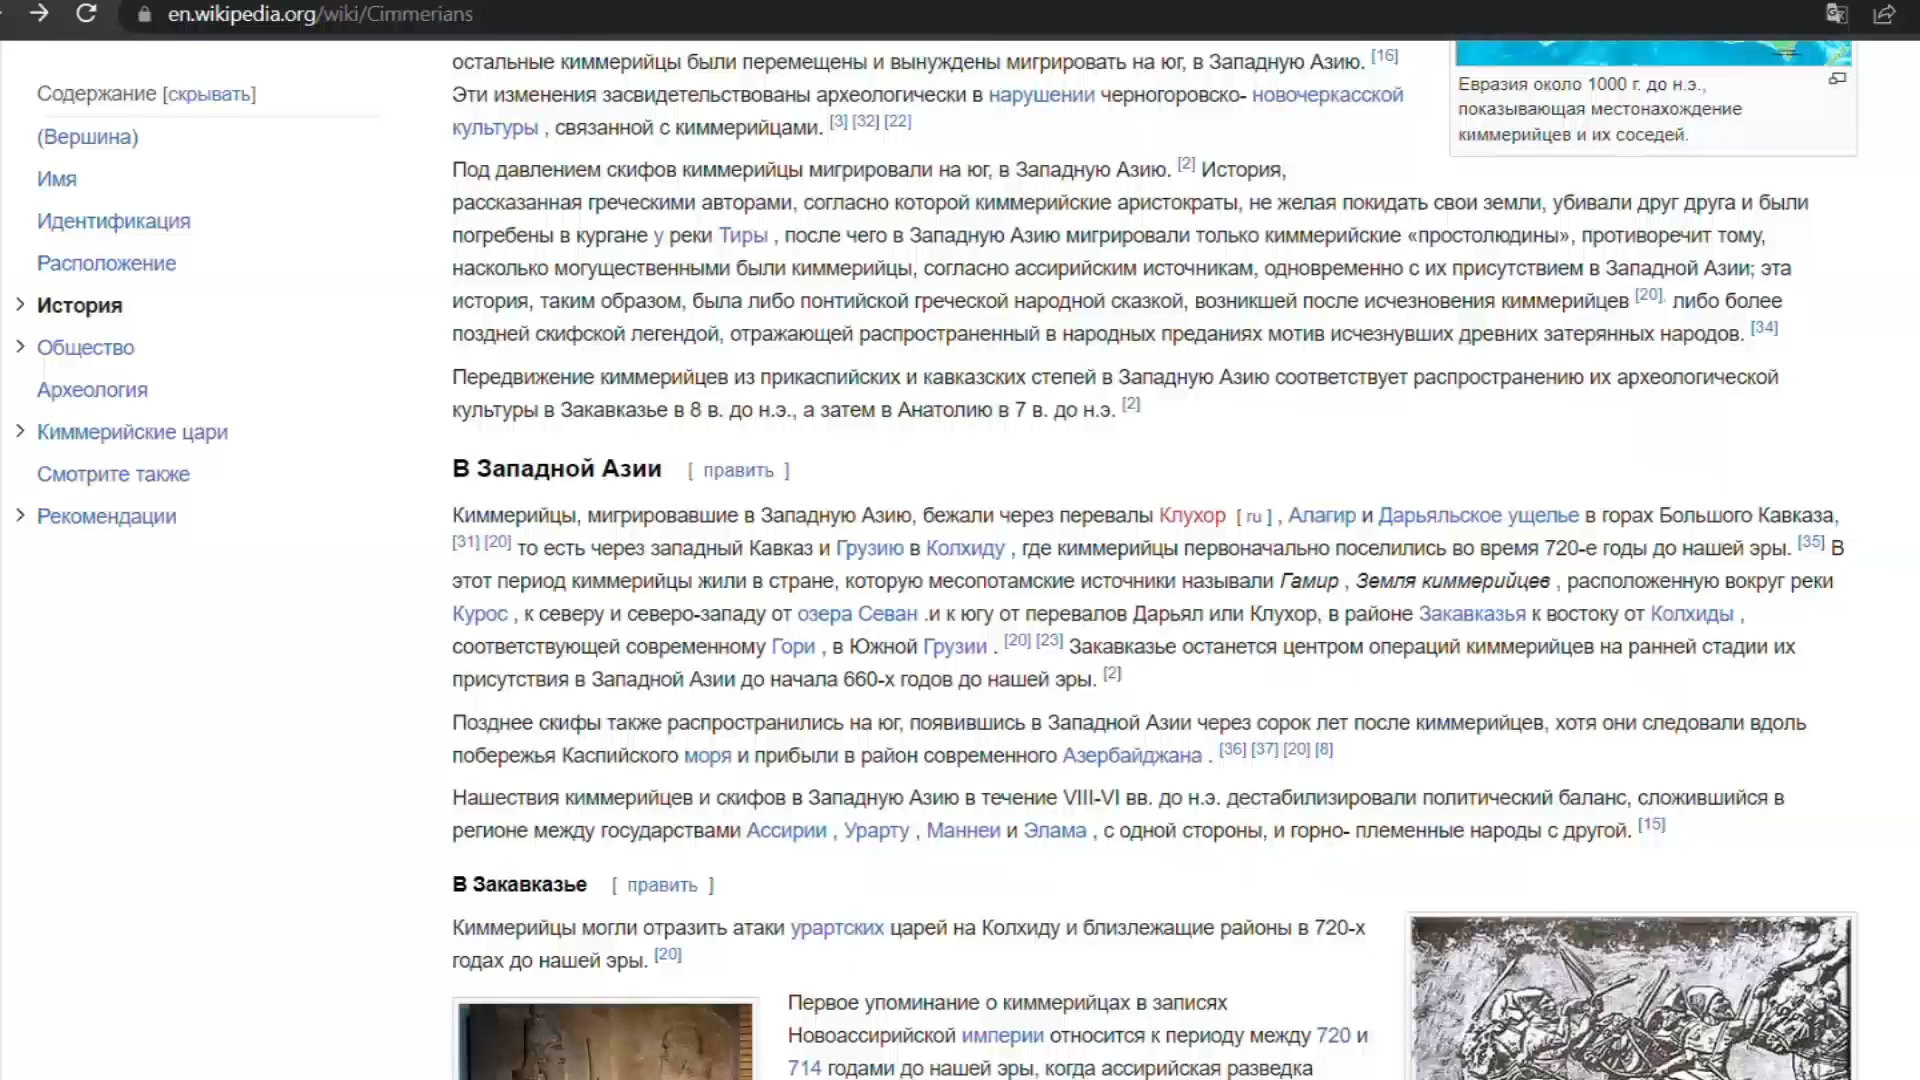 en.wikipedia.org/wiki/Cimmerians
Содержание [скрывать]
(Вершина)
Имя
Идентификация
Расположение
История
Общество
Археология
Киммерийские цари
Смотрите также
Рекомендации
остальные киммерийцы были перемещены и вынуждены мигрировать на юг, в Западную Азию. [16]
Эти изменения засвидетельствованы археологически в нарушении черногоровско- новочеркасской
культуры , связанной с киммерийцами. [3] [32] [22]
Евразия около 1000 г. до н.э.,
показывающая местонахождение
киммерийцев и их соседей.
Под давлением скифов киммерийцы мигрировали на юг, в Западную Азию. [2] История,
рассказанная греческими авторами, согласно которой киммерийские аристократы, не желая покидать свои земли, убивали друг друга и были
погребены в кургане у реки Тиры , после чего в Западную Азию мигрировали только киммерийские «простолюдины», противоречит тому,
насколько могущественными были киммерийцы, согласно ассирийским источникам, одновременно с их присутствием в Западной Азии; эта
история, таким образом, была либо понтийской греческой народной сказкой, возникшей после исчезновения киммерийцев [20], либо более
поздней скифской легендой, отражающей распространенный в народных преданиях мотив исчезнувших древних затерянных народов. [34]
Передвижение киммерийцев из прикаспийских и кавказских степей в Западную Азию соответствует распространению их археологической
культуры в Закавказье в 8 в. до н.э., а затем в Анатолию в 7 в. до н.э. [2]
В Западной Азии [ править ]
Киммерийцы, мигрировавшие в Западную Азию, бежали через перевалы Клухор [ ru ] , Алагир и Дарьяльское ущелье в горах Большого Кавказа,
[31] [20] то есть через западный Кавказ и Грузию в Колхиду , где киммерийцы первоначально поселились во время 720-е годы до нашей эры. [35] В
этот период киммерийцы жили в стране, которую месопотамские источники называли Гамир , Земля киммерийцев , расположенную вокруг реки
Курос , к северу и северо-западу от озера Севан .и к югу от перевалов Дарьял или Клухор, в районе Закавказья к востоку от Колхиды ,
соответствующей современному Гори , в Южной Грузии . [20] [23] Закавказье останется центром операций киммерийцев на ранней стадии их
присутствия в Западной Азии до начала 660-х годов до нашей эры. [2]
Позднее скифы также распространились на юг, появившись в Западной Азии через сорок лет после киммерийцев, хотя они следовали вдоль
побережья Каспийского моря и прибыли в район современного Азербайджана . [36] [37] [20] [8]
Нашествия киммерийцев и скифов в Западную Азию в течение VIII-VI вв. до н.э. дестабилизировали политический баланс, сложившийся в
регионе между государствами Ассирии , Урарту , Маннеи и Элама , с одной стороны, и горно- племенные народы с другой. [15]
В Закавказье [ править ]
Киммерийцы могли отразить атаки урартских царей на Колхиду и близлежащие районы в 720-х
годах до нашей эры. [20]
Первое упоминание о киммерийцах в записях
Новоассирийской империи относится к периоду между 720 и
714 годами до нашей эры, когда ассирийская разведка